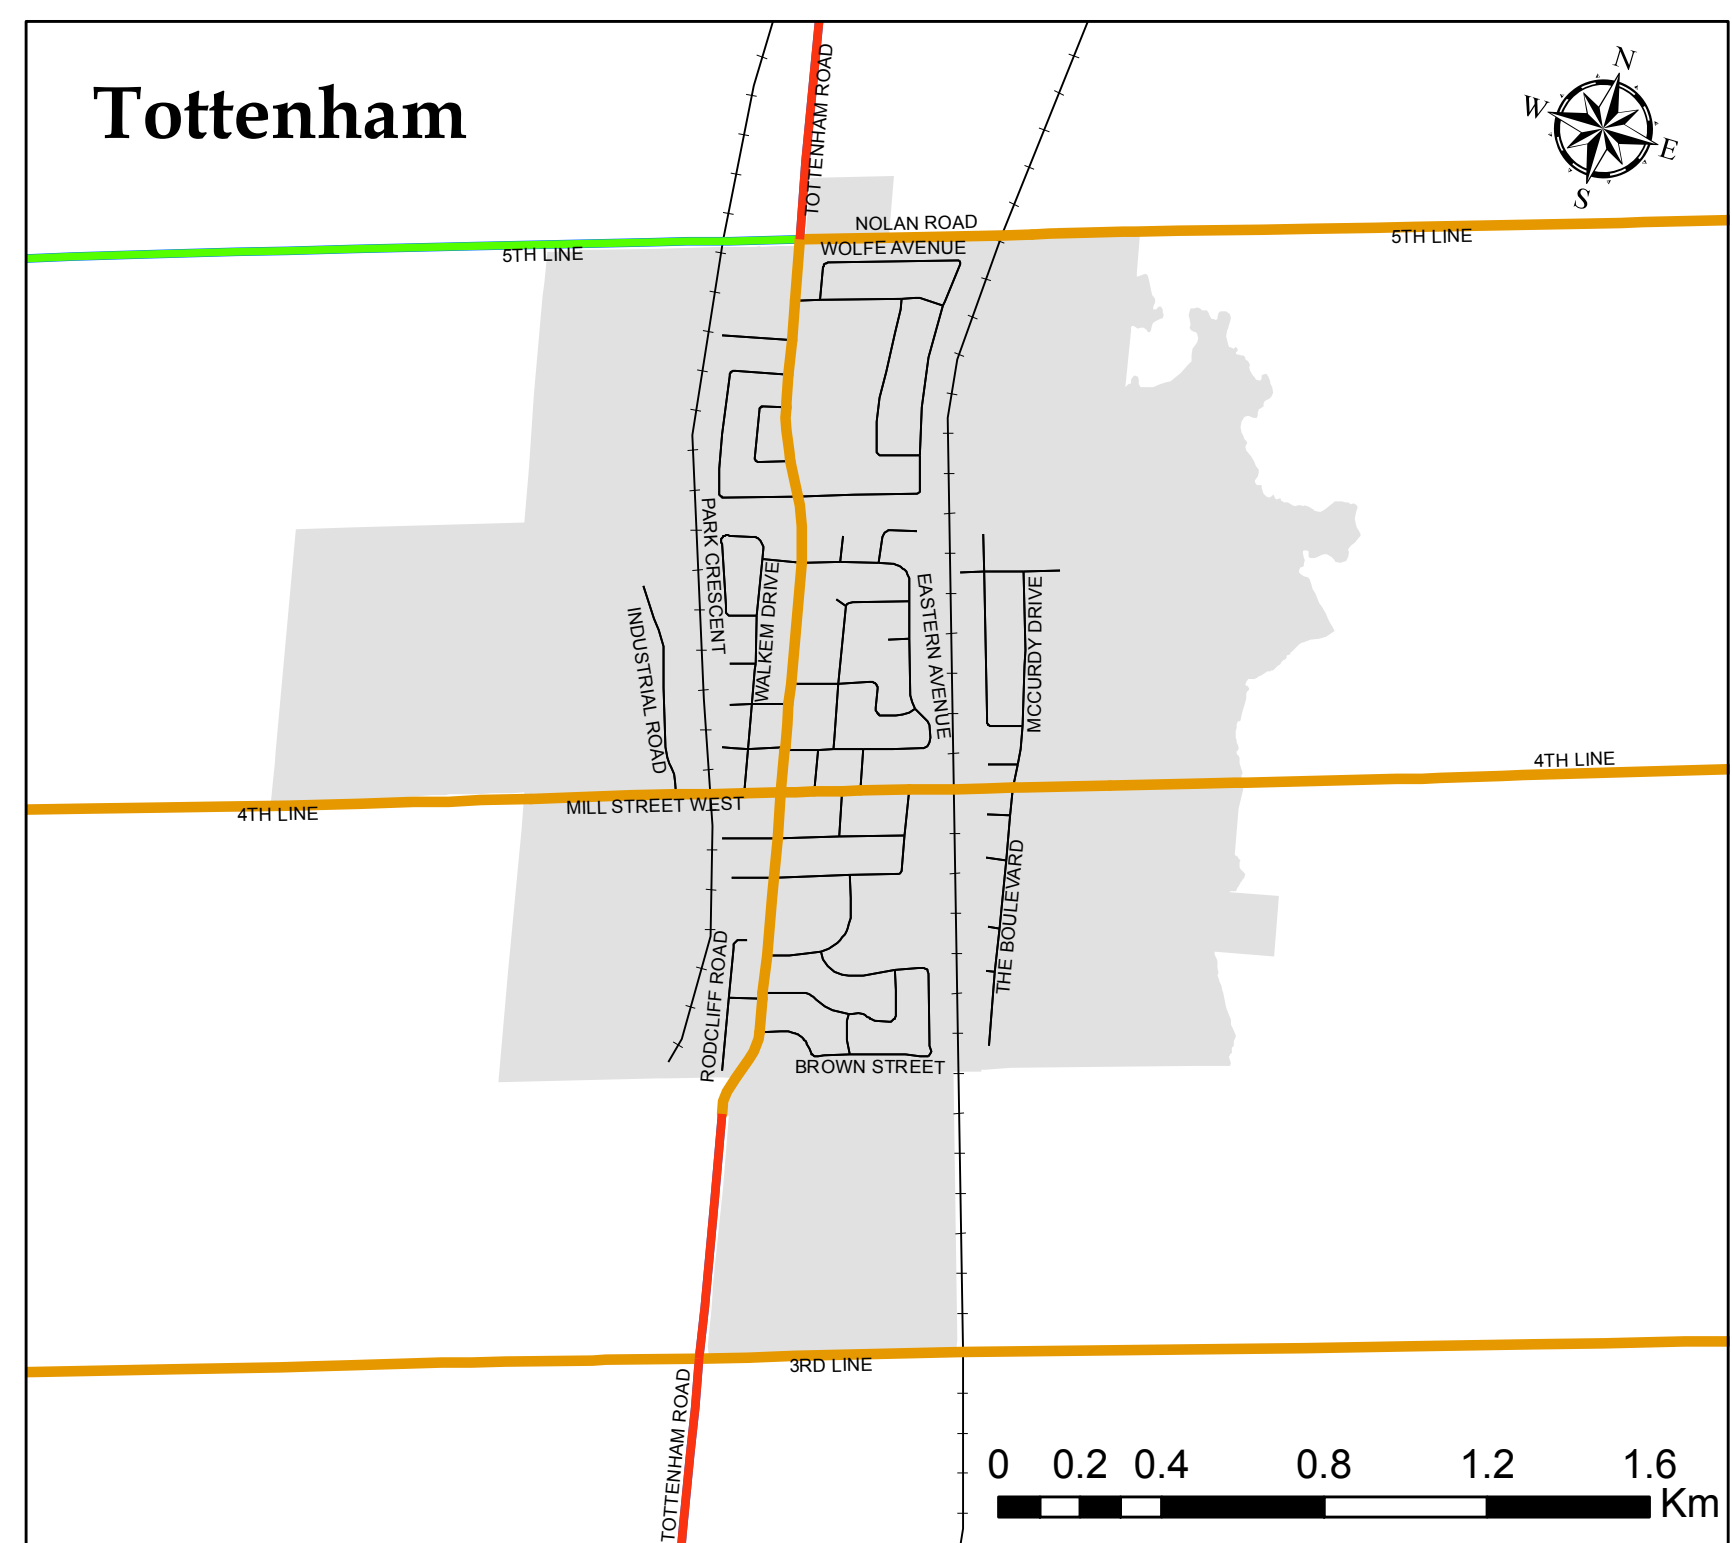 Tottenham
N
W
E
S
TOTTENHAM ROAD
NOLAN ROAD
5TH LINE
WOLFE AVENUE
5TH LINE
PARK CRESCENT
WALKEM DRIVE
EASTERN AVENUE
MCCURDY DRIVE
INDUSTRIAL ROAD
4TH LINE
MILL STREET WEST
4TH LINE
THE BOULEVARD
RODCLIFF ROAD
BROWN STREET
3RD LINE
TOTTENHAM ROAD
0 0.2 0.4 0.8 1.2 1.6
Km